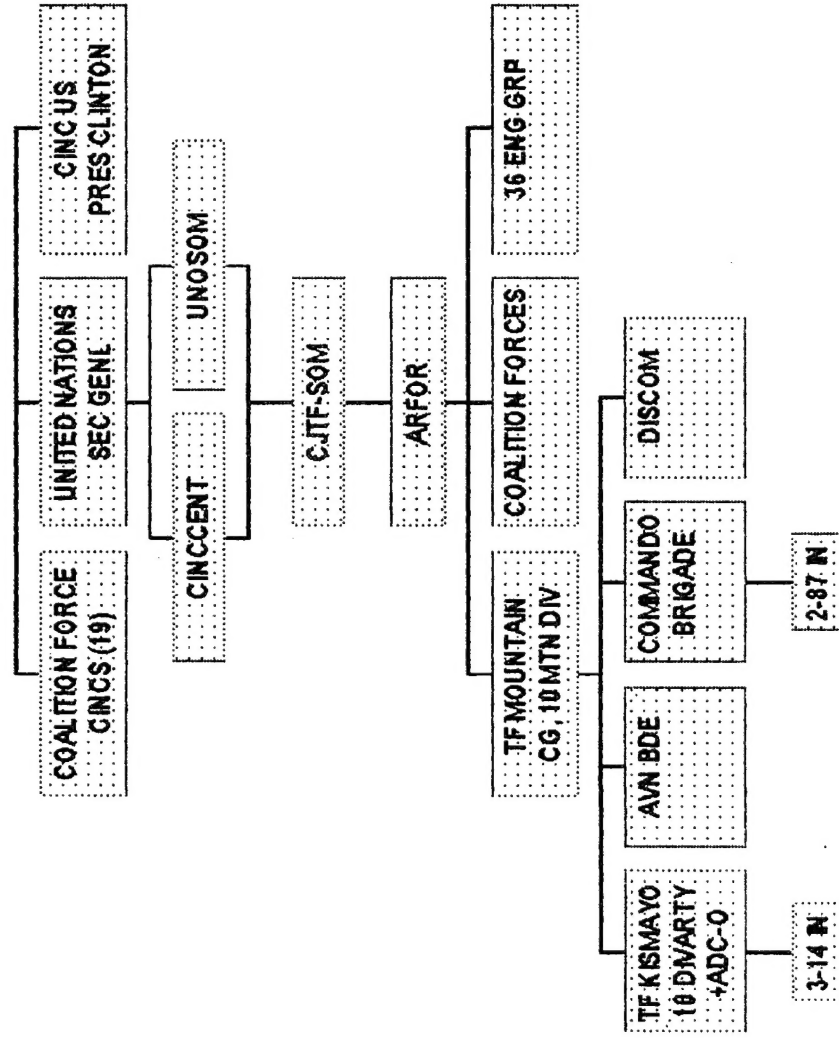 COALITION FORCE
CINCS (19)
UNITED NATIONS
SEC GENL
CINC US
PRES CLINTON
CINCCENT
UNOSOM
CJTF-SOM
ARFOR
TF MOUNTAIN
CG, 10 MTN DIV
COALITION FORCES
36 ENG GRP
TF KISMAYO
10 DIVARTY
+ADC-O
AVN BDE
COMMANDO
BRIGADE
DISCOM
3-14 IN
2-87 IN